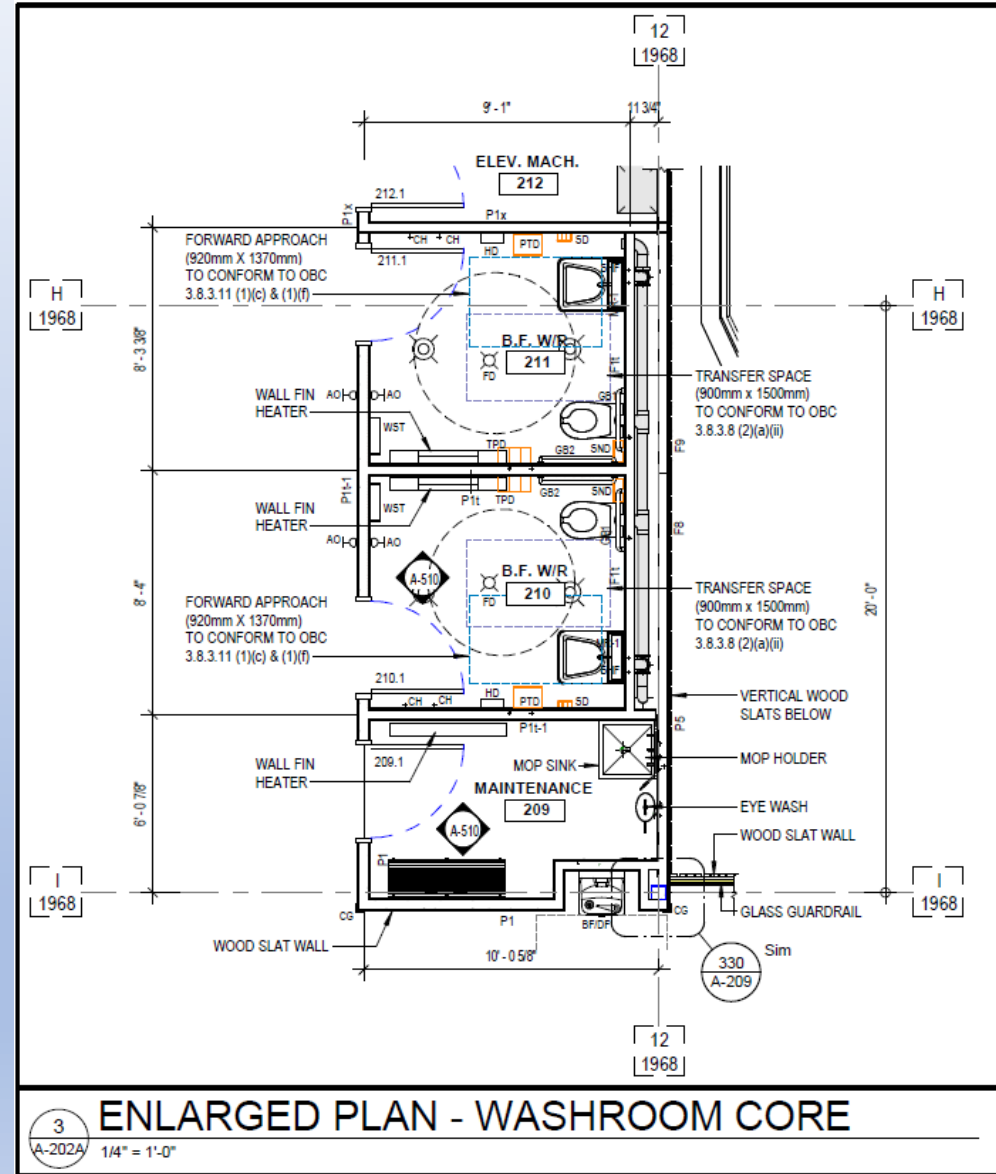 12
1968
9' - 1"
11 3/4"
ELEV. MACH.
212
212.1
P1x
P1x
CH
CH
HD
PTD
SD
211.1
FORWARD APPROACH
(920mm X 1370mm)
TO CONFORM TO OBC
3.8.3.11 (1)(c) & (1)(f)
H
1968
H
1968
8'- 3 3/8"
B.F. W/R
211
FD
F1t
TRANSFER SPACE
(900mm x 1500mm)
TO CONFORM TO OBC
3.8.3.8 (2)(a)(ii)
WALL FIN
HEATER
AO
AO
WST
GB1
TPD
GB2
SND
F9
P1t-1
WALL FIN
HEATER
WST
P1t
TPD
GB2
SND
GB1
F8
AO
AO
A-510
B.F. W/R
210
FD
F1t
8' - 4"
20' - 0"
FORWARD APPROACH
(920mm X 1370mm)
TO CONFORM TO OBC
3.8.3.11 (1)(c) & (1)(f)
TRANSFER SPACE
(900mm x 1500mm)
TO CONFORM TO OBC
3.8.3.8 (2)(a)(ii)
210.1
CH
CH
HD
PTD
SD
VERTICAL WOOD
SLATS BELOW
P5
P1t-1
WALL FIN
HEATER
209.1
MOP SINK
MOP HOLDER
MAINTENANCE
209
6' - 0 7/8"
EYE WASH
A-510
WOOD SLAT WALL
P1
I
1968
I
1968
CG
P1
BF/DF
CG
GLASS GUARDRAIL
WOOD SLAT WALL
10' - 0 5/8"
Sim
330
A-209
12
1968
3
A-202A
ENLARGED PLAN - WASHROOM CORE
1/4" = 1'-0"